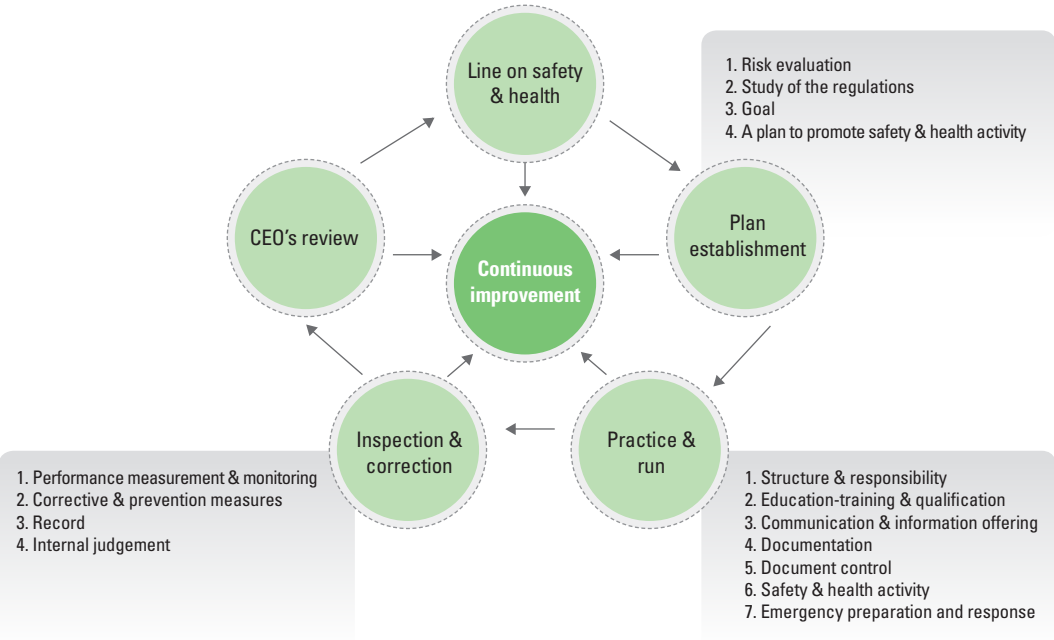 Line on safety
& health
1. Risk evaluation
2. Study of the regulations
3. Goal
4. A plan to promote safety & health activity
CEO's review
Plan
establishment
Continuous
improvement
Inspection &
correction
Practice &
run
1. Performance measurement & monitoring
2. Corrective & prevention measures
3. Record
4. Internal judgement
1. Structure & responsibility
2. Education-training & qualification
3. Communication & information offering
4. Documentation
5. Document control
6. Safety & health activity
7. Emergency preparation and response